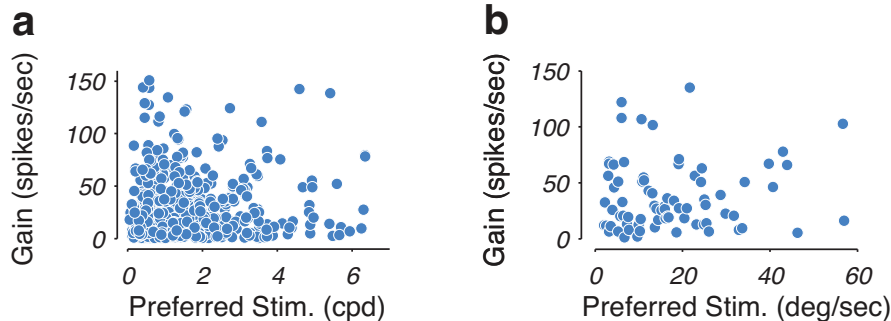 a
Gain (spikes/sec)
150
100
50
0
0 2 4 6
Preferred Stim. (cpd)
b
Gain (spikes/sec)
150
100
50
0
0 20 40 60
Preferred Stim. (deg/sec)